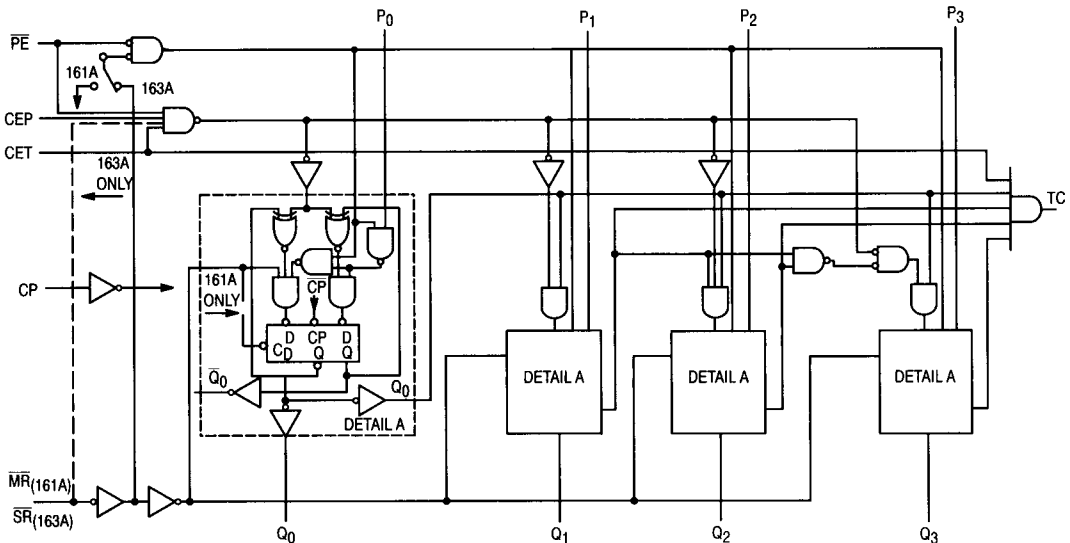 P0
P1
P2
P3
PE
161A
163A
CEP
CET
163A
ONLY
TC
161A
ONLY
CP
CP
D CP D
CD Q Q
Q0
Q0
DETAIL A
DETAIL A
DETAIL A
DETAIL A
MR(161A)
SR(163A)
Q0
Q1
Q2
Q3